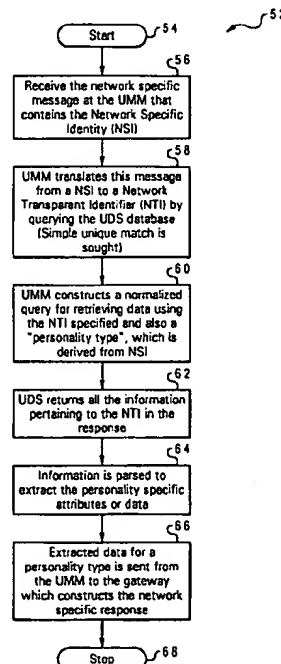 52
Start
54
56
Receive the network specific
message at the UMM that
contains the Network Specific
Identity (NSI)
58
UMM translates this message
from a NSI to a Network
Transparent Identifier (NTI) by
querying the UDS database
(Simple unique match is
sought)
60
UMM constructs a normalized
query for retrieving data using
the NTI specified and also a
"personality type", which is
derived from NSI
62
UDS returns all the information
pertaining to the NTI in the
response
64
Information is parsed to
extract the personality specific
attributes or data
66
Extracted data for a
personality type is sent from
the UMM to the gateway
which constructs the network
specific response
Stop
68